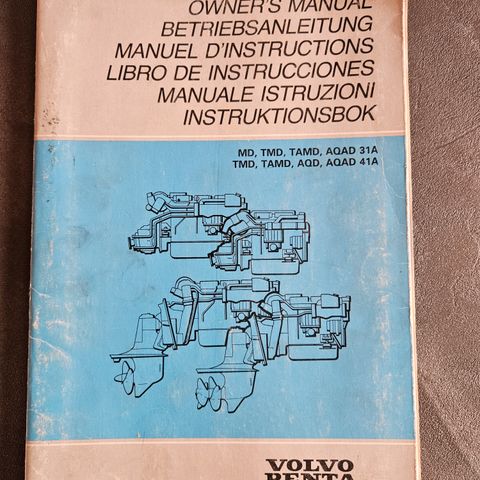 OWNER'S MANUAL
BETRIEBSANLEITUNG
MANUEL D'INSTRUCTIONS
LIBRO DE INSTRUCCIONES
MANUALE ISTRUZIONI
INSTRUKTIONSBOK
MD, TMD, TAMD, AQAD 31A
TMD, TAMD, AQD, AQAD 41A
VOLVO
PENTA